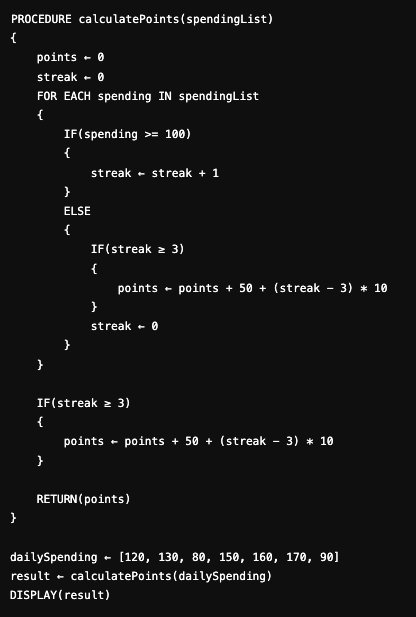 PROCEDURE calculatePoints(spendingList)
{
    points ← 0
    streak ← 0
    FOR EACH spending IN spendingList
    {
        IF(spending >= 100)
        {
            streak ← streak + 1
        }
        ELSE
        {
            IF(streak ≥ 3)
            {
                points ← points + 50 + (streak - 3) * 10
            }
            streak ← 0
        }
    }

    IF(streak ≥ 3)
    {
        points ← points + 50 + (streak - 3) * 10
    }

    RETURN(points)
}

dailySpending ← [120, 130, 80, 150, 160, 170, 90]
result ← calculatePoints(dailySpending)
DISPLAY(result)